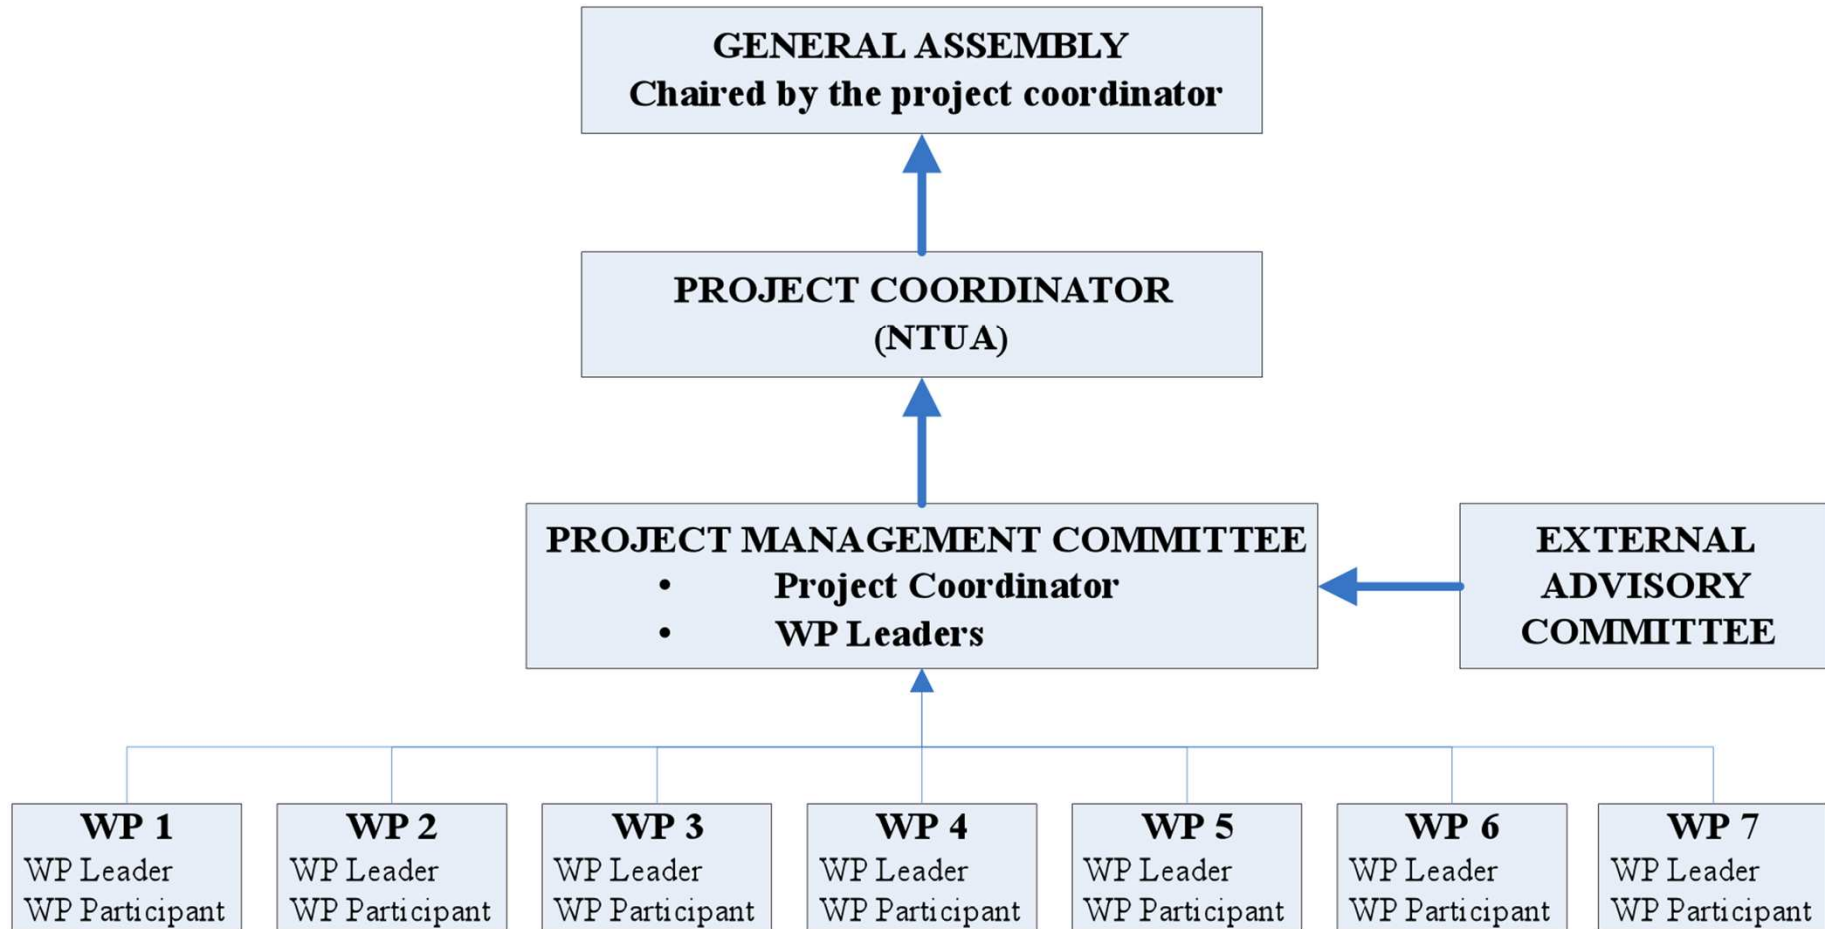 GENERAL ASSEMBLY
Chaired by the project coordinator
PROJECT COORDINATOR
(NTUA)
PROJECT MANAGEMENT COMMITTEE
• Project Coordinator
• WP Leaders
EXTERNAL
ADVISORY
COMMITTEE
WP 1
WP Leader
WP Participant
WP 2
WP Leader
WP Participant
WP 3
WP Leader
WP Participant
WP 4
WP Leader
WP Participant
WP 5
WP Leader
WP Participant
WP 6
WP Leader
WP Participant
WP 7
WP Leader
WP Participant